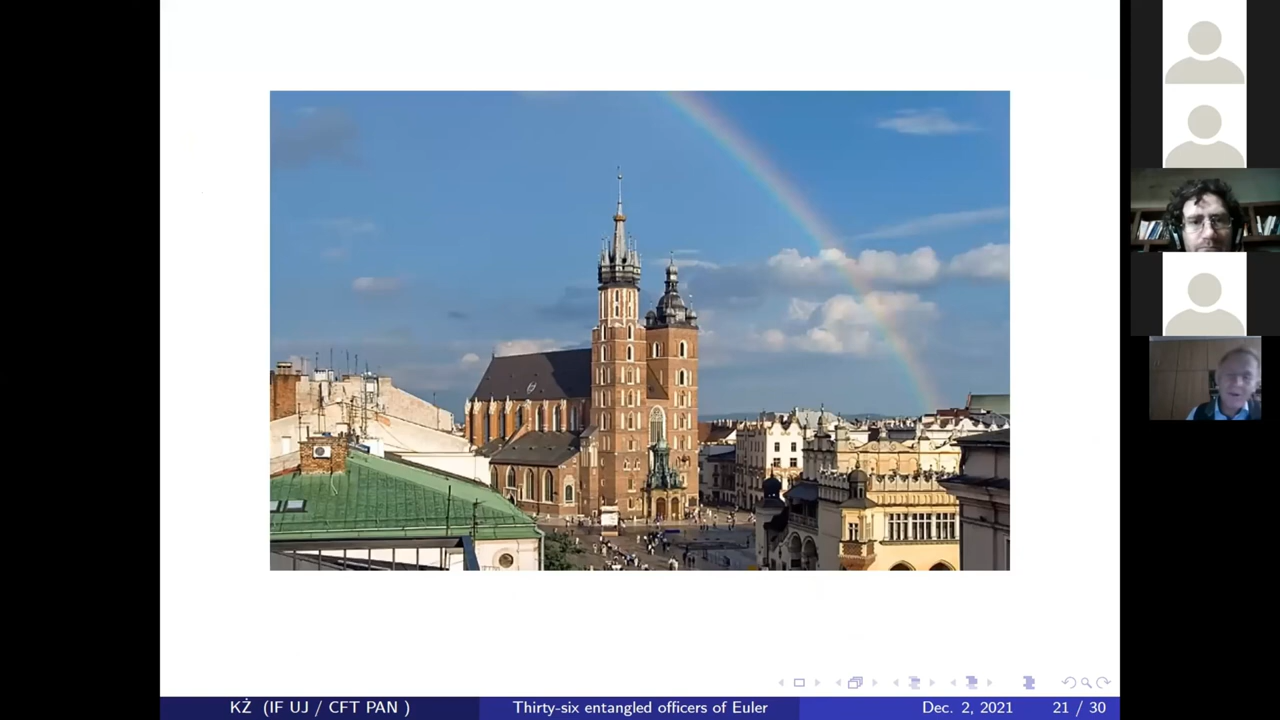 KŻ (IF UJ / CFT PAN )
Thirty-six entangled officers of Euler
Dec. 2, 2021
21 / 30